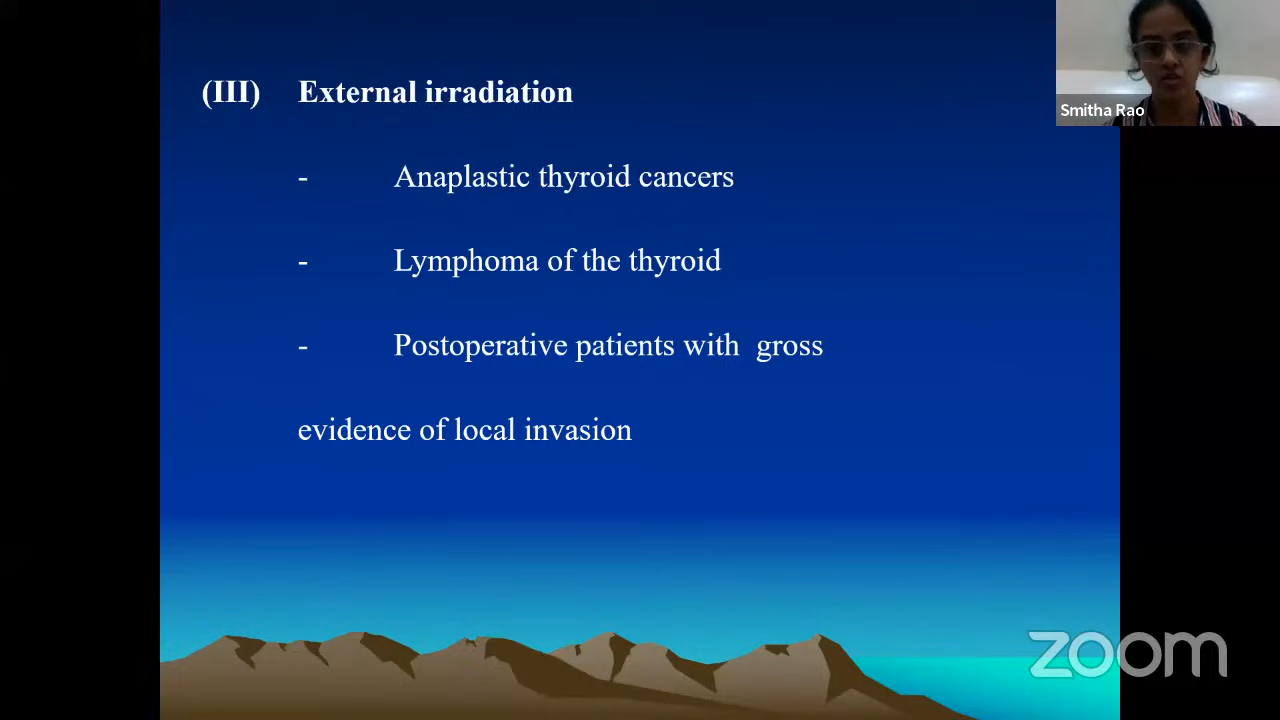 (III) External irradiation
- Anaplastic thyroid cancers
- Lymphoma of the thyroid
- Postoperative patients with gross
evidence of local invasion
Smitha Rao
zoom